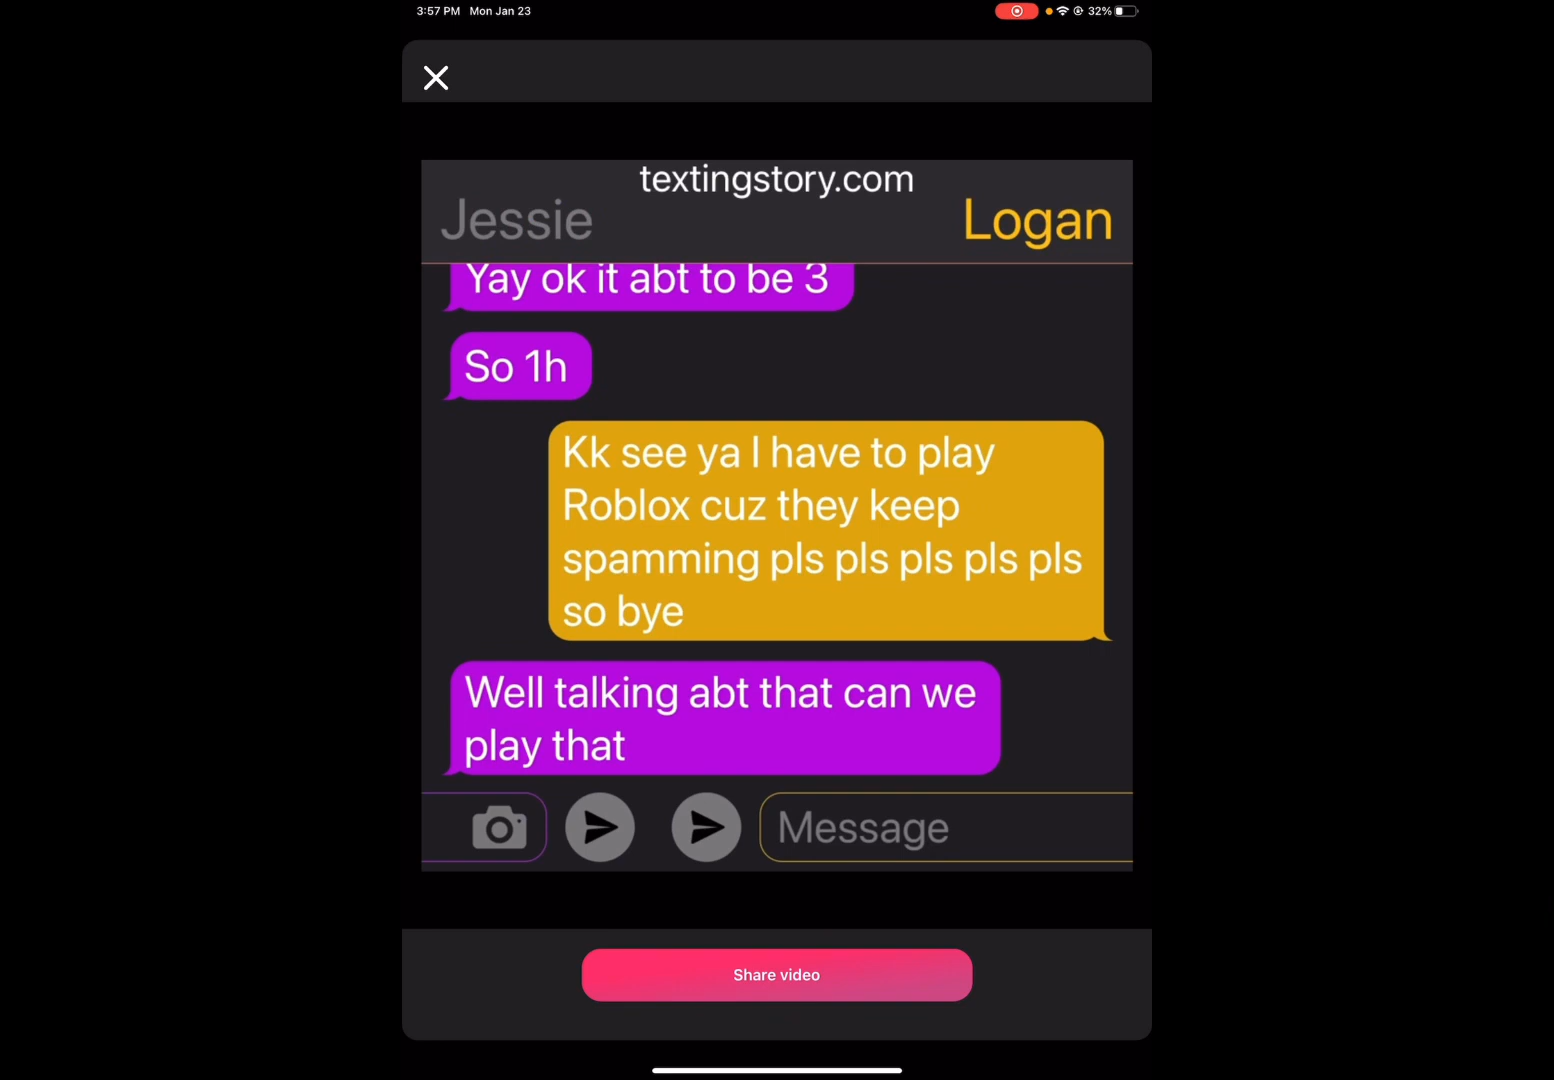 3:57 PM Mon Jan 23
32%
textingstory.com
Jessie
Logan
Yay ok it abt to be 3
So 1h
Kk see ya I have to play
Roblox cuz they keep
spamming pls pls pls pls pls
so bye
Well talking abt that can we
play that
Message
Share video